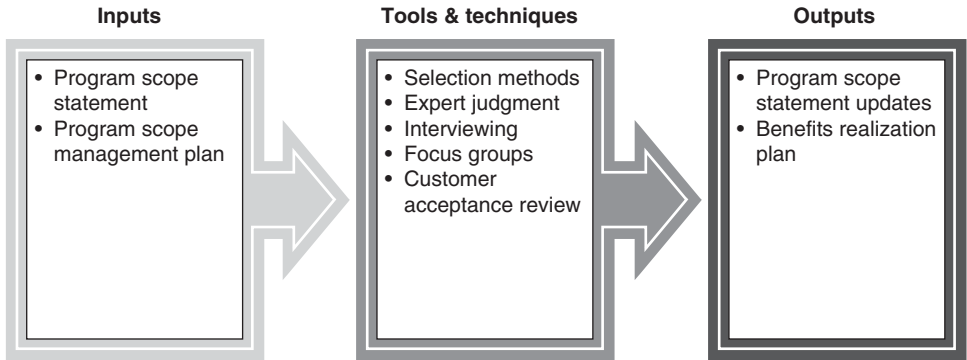 Inputs
• Program scope
statement
• Program scope
management plan
Tools & techniques
• Selection methods
• Expert judgment
• Interviewing
• Focus groups
• Customer
acceptance review
Outputs
• Program scope
statement updates
• Benefits realization
plan